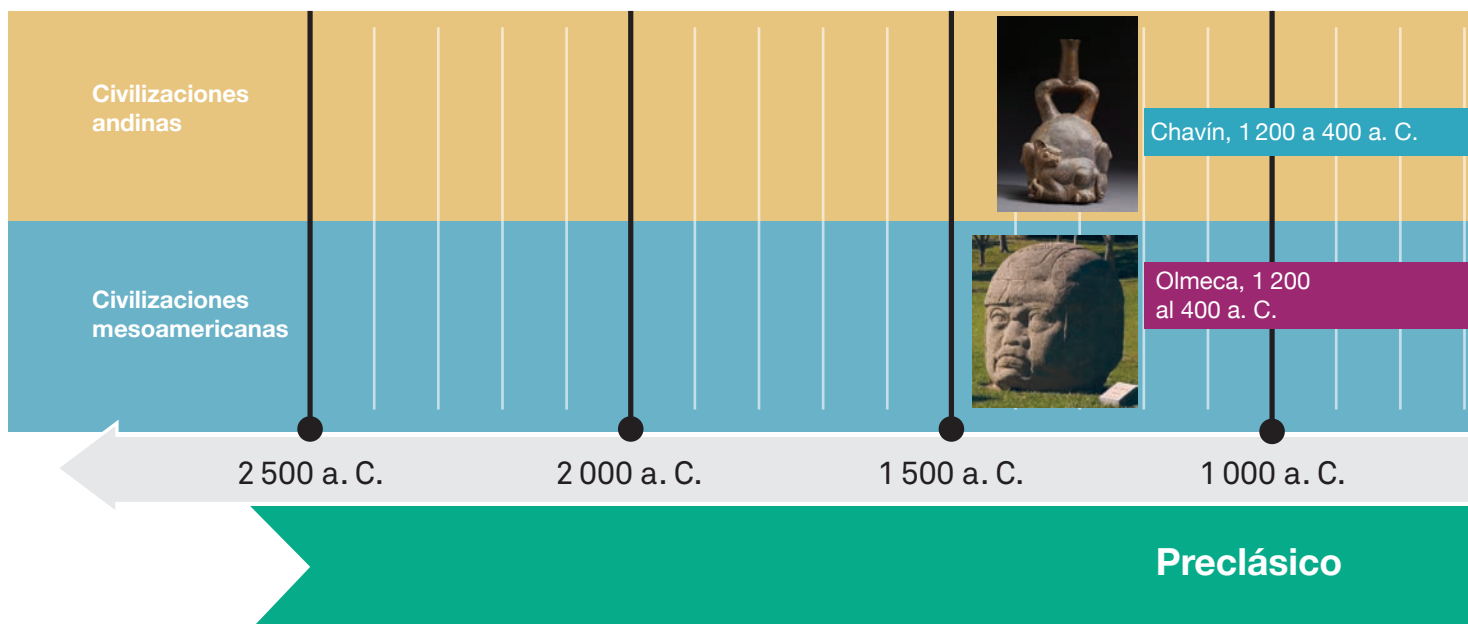 Civilizaciones
andinas
Chavín, 1 200 a 400 a. C.
Civilizaciones
mesoamericanas
Olmeca, 1 200
al 400 a. C.
2 500 a. C.
2 000 a. C.
1 500 a. C.
1 000 a. C.
Preclásico